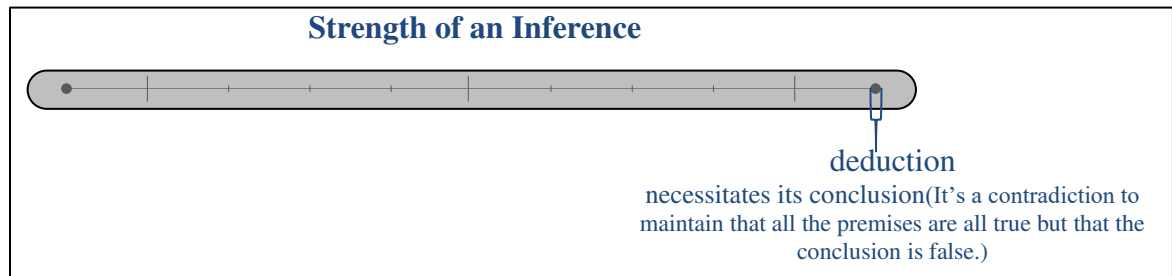 Strength of an Inference
deduction
necessitates its conclusion(It’s a contradiction to
maintain that all the premises are all true but that the
conclusion is false.)